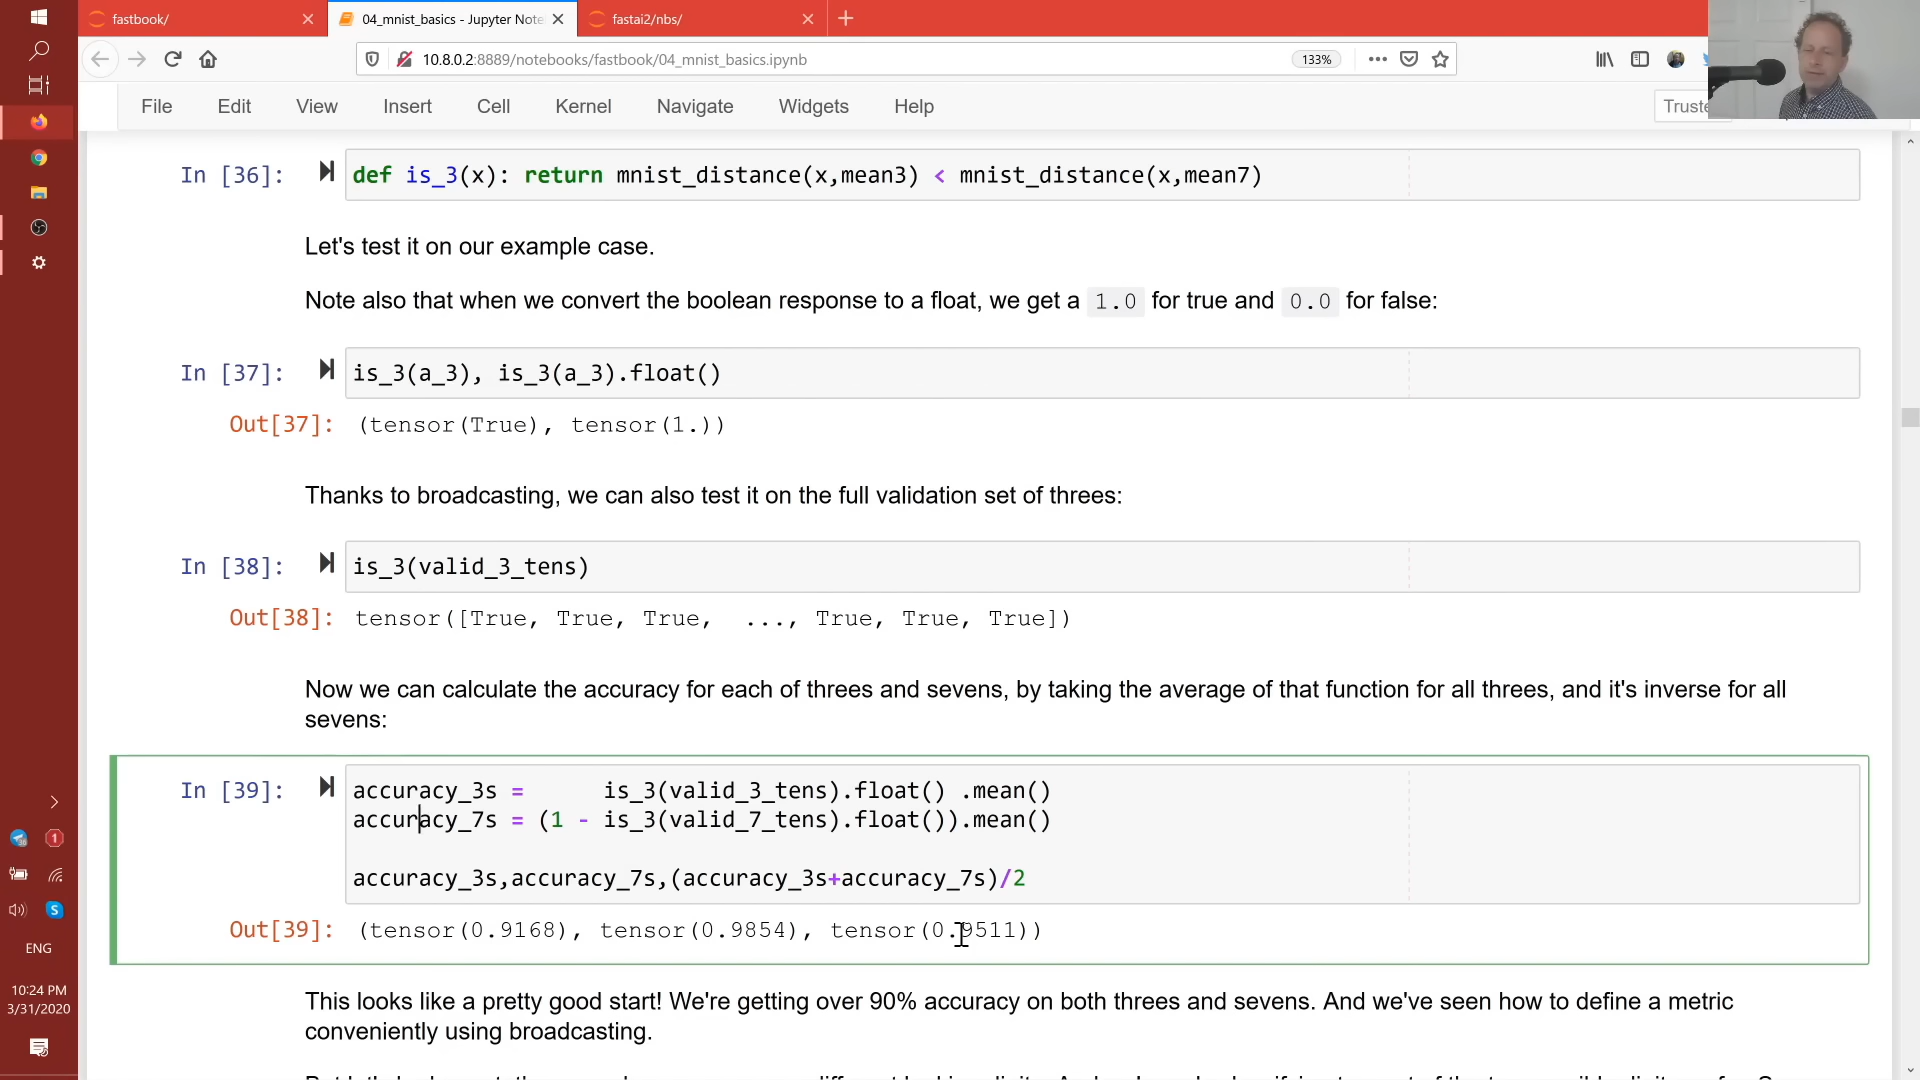 fastbook/
04_mnist_basics - Jupyter Note
fastai2/nbs/
10.8.0.2:8889/notebooks/fastbook/04_mnist_basics.ipynb
133%
File Edit View Insert Cell Kernel Navigate Widgets Help
Truste
In [36]: def is_3(x): return mnist_distance(x,mean3) < mnist_distance(x,mean7)
Let's test it on our example case.
Note also that when we convert the boolean response to a float, we get a 1.0 for true and 0.0 for false:
In [37]: is_3(a_3), is_3(a_3).float()
Out[37]: (tensor(True), tensor(1.))
Thanks to broadcasting, we can also test it on the full validation set of threes:
In [38]: is_3(valid_3_tens)
Out[38]: tensor([True, True, True,  ..., True, True, True])
Now we can calculate the accuracy for each of threes and sevens, by taking the average of that function for all threes, and it's inverse for all
sevens:
In [39]: accuracy_3s =      is_3(valid_3_tens).float() .mean()
accuracy_7s = (1 - is_3(valid_7_tens).float()).mean()
accuracy_3s,accuracy_7s,(accuracy_3s+accuracy_7s)/2
Out[39]: (tensor(0.9168), tensor(0.9854), tensor(0.9511))
This looks like a pretty good start! We're getting over 90% accuracy on both threes and sevens. And we've seen how to define a metric
conveniently using broadcasting.
1
ENG
10:24 PM
3/31/2020